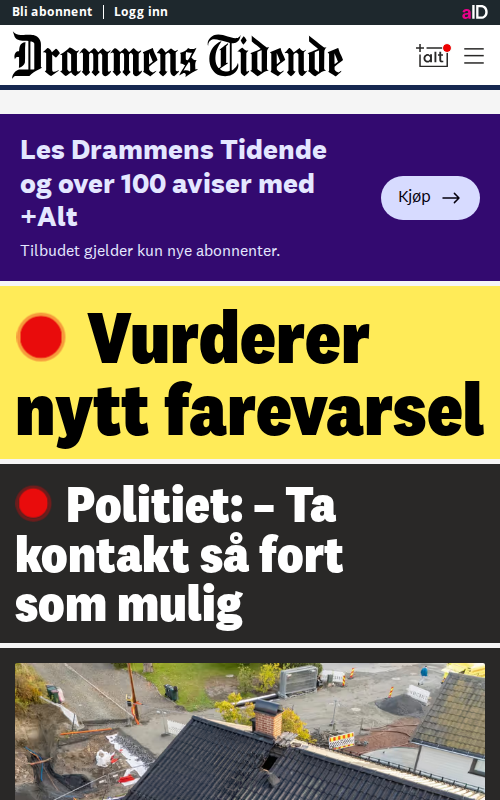 Bli abonnent | Logg inn
aID
Drammens Tidende
+alt
Les Drammens Tidende
og over 100 aviser med
+Alt
Kjøp →
Tilbudet gjelder kun nye abonnenter.
Vurderer
nytt farevarsel
Politiet: – Ta
kontakt så fort
som mulig